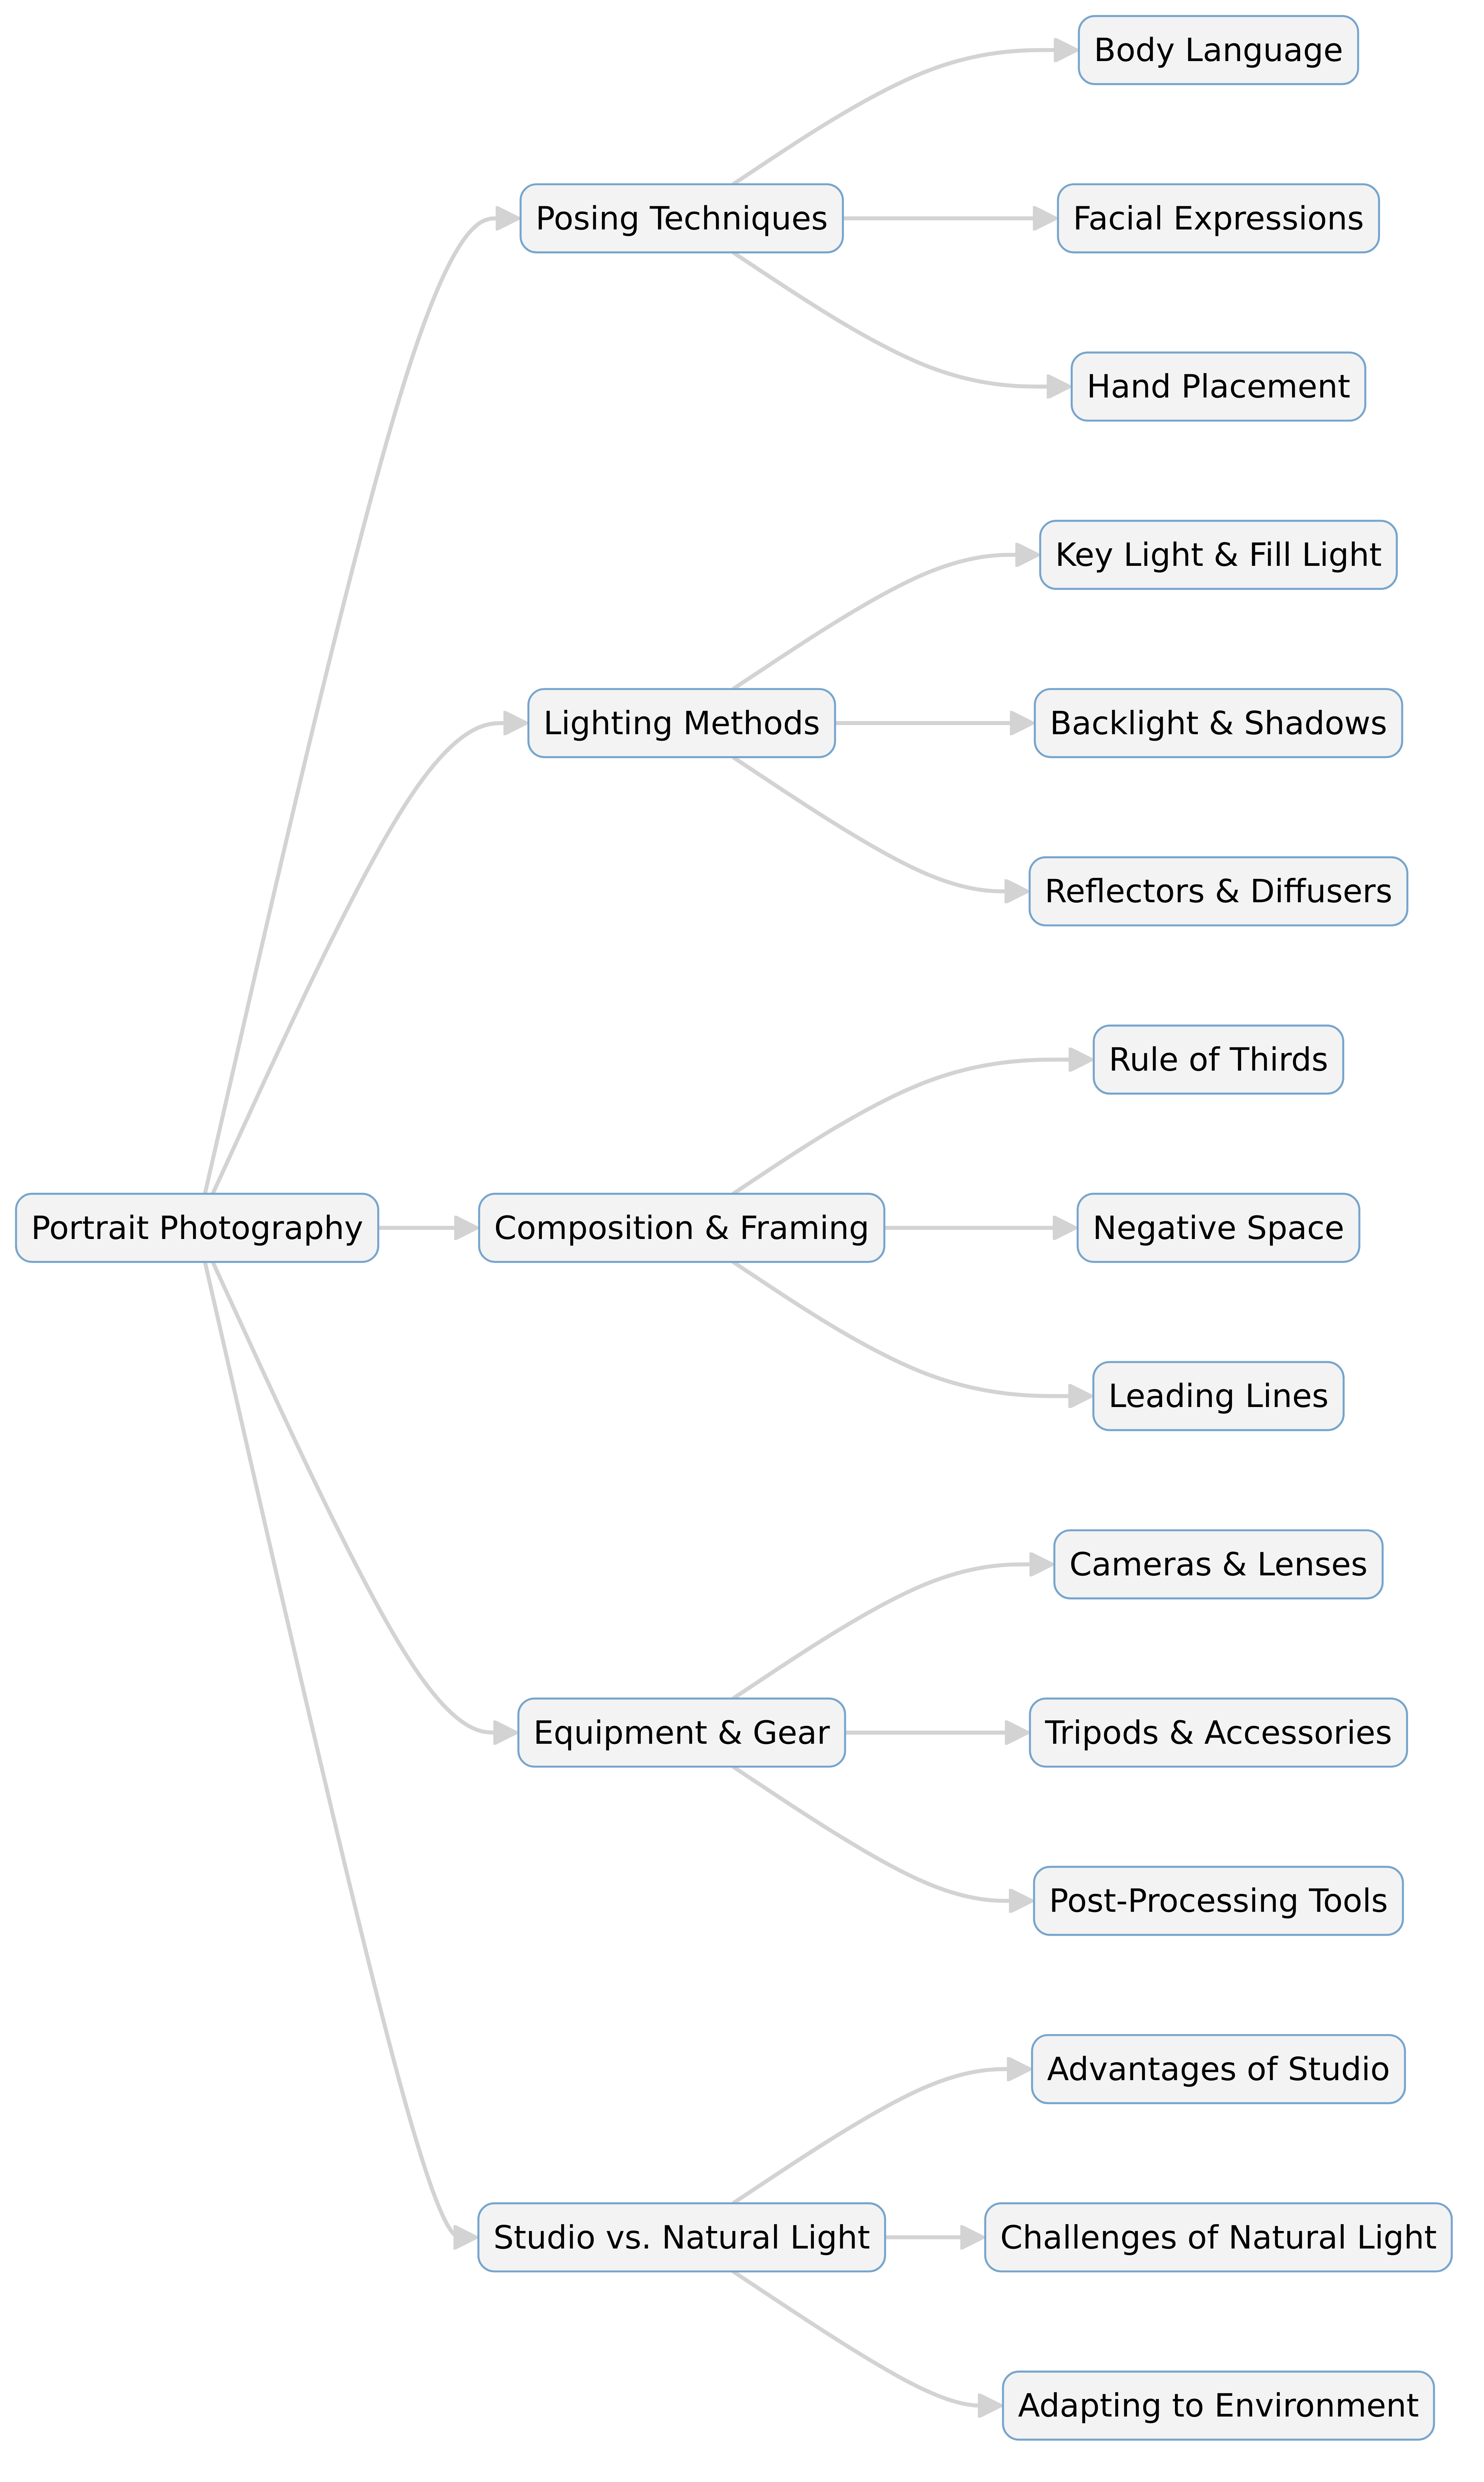 Portrait Photography
Posing Techniques
Body Language
Facial Expressions
Hand Placement
Lighting Methods
Key Light & Fill Light
Backlight & Shadows
Reflectors & Diffusers
Composition & Framing
Rule of Thirds
Negative Space
Leading Lines
Equipment & Gear
Cameras & Lenses
Tripods & Accessories
Post-Processing Tools
Studio vs. Natural Light
Advantages of Studio
Challenges of Natural Light
Adapting to Environment